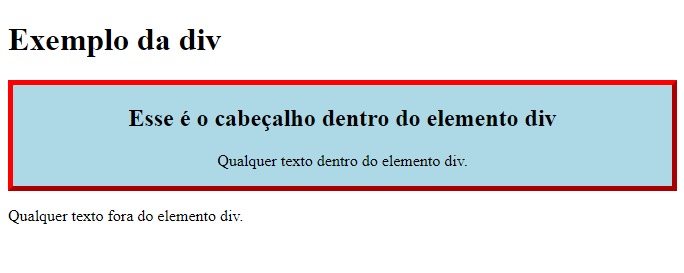 Exemplo da div
Esse é o cabeçalho dentro do elemento div
Qualquer texto dentro do elemento div.
Qualquer texto fora do elemento div.